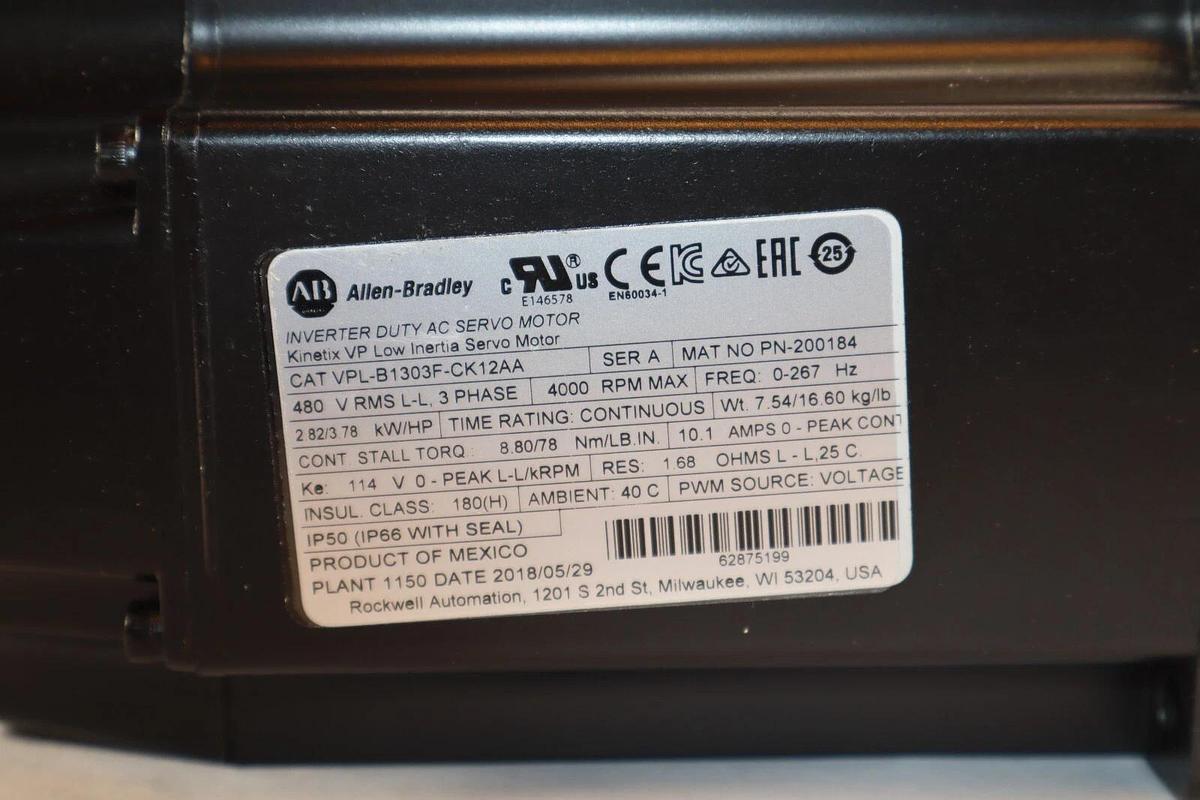 AB Allen-Bradley c RU® US CE KC EAC 25
E146578 EN60034-1
INVERTER DUTY AC SERVO MOTOR
Kinetix VP Low Inertia Servo Motor
CAT VPL-B1303F-CK12AA SER A MAT NO PN-200184
480 V RMS L-L, 3 PHASE 4000 RPM MAX FREQ: 0-267 Hz
2.82/3.78 kW/HP TIME RATING: CONTINUOUS Wt. 7.54/16.60 kg/lb
CONT. STALL TORQ. 8.80/78 Nm/LB.IN. 10.1 AMPS 0 - PEAK CONT
Ke: 114 V 0 - PEAK L-L/kRPM RES: 1.68 OHMS L - L,25 C.
INSUL. CLASS: 180(H) AMBIENT: 40 C PWM SOURCE: VOLTAGE
IP50 (IP66 WITH SEAL)
PRODUCT OF MEXICO
62875199
PLANT 1150 DATE 2018/05/29
Rockwell Automation, 1201 S 2nd St, Milwaukee, WI 53204, USA